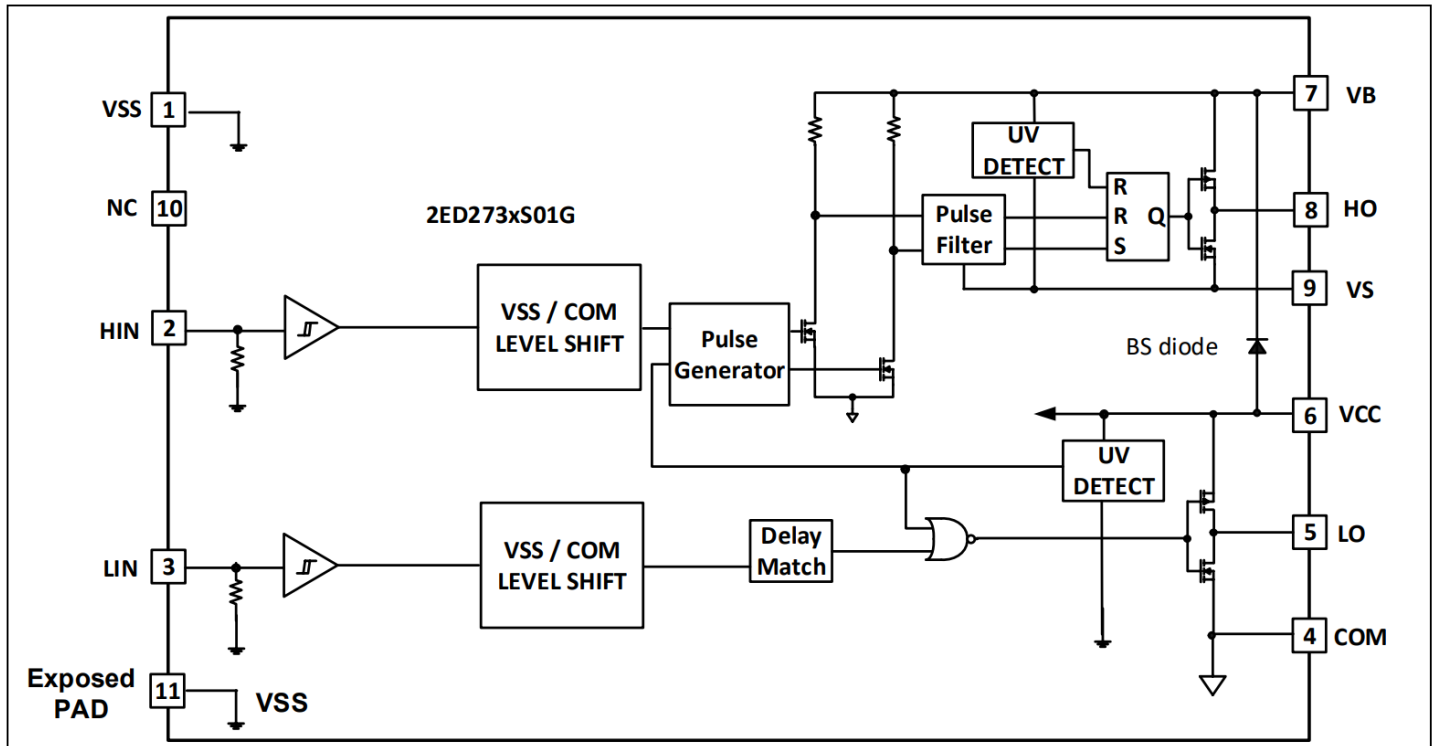 VSS 1
NC 10
HIN 2
LIN 3
Exposed
PAD
11
VSS
2ED273xS01G
VSS / COM
LEVEL SHIFT
Pulse
Generator
VSS / COM
LEVEL SHIFT
Delay
Match
UV
DETECT
Pulse
Filter
R
R Q
S
BS diode
UV
DETECT
7 VB
8 HO
9 VS
6 VCC
5 LO
4 COM